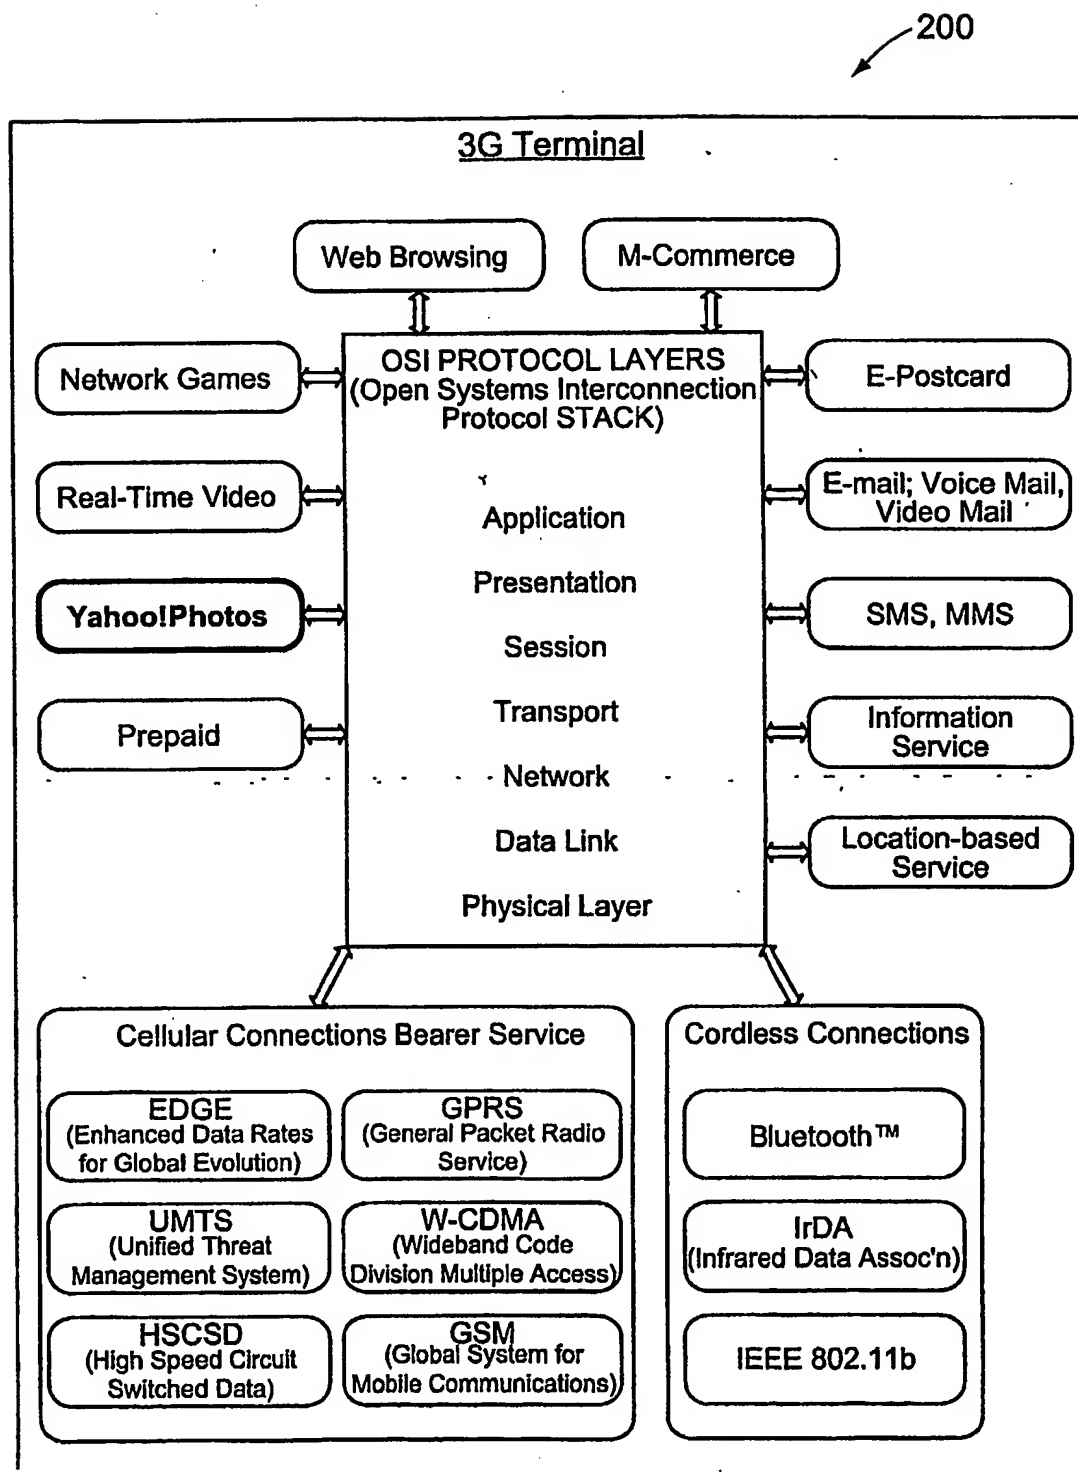 200
3G Terminal
Web Browsing
M-Commerce
Network Games
Real-Time Video
Yahoo!Photos
Prepaid
OSI PROTOCOL LAYERS
(Open Systems Interconnection
Protocol STACK)
Application
Presentation
Session
Transport
Network
Data Link
Physical Layer
E-Postcard
E-mail; Voice Mail,
Video Mail
SMS, MMS
Information
Service
Location-based
Service
Cellular Connections Bearer Service
EDGE
(Enhanced Data Rates
for Global Evolution)
GPRS
(General Packet Radio
Service)
UMTS
(Unified Threat
Management System)
W-CDMA
(Wideband Code
Division Multiple Access)
HSCSD
(High Speed Circuit
Switched Data)
GSM
(Global System for
Mobile Communications)
Cordless Connections
Bluetooth™
IrDA
(Infrared Data Assoc'n)
IEEE 802.11b